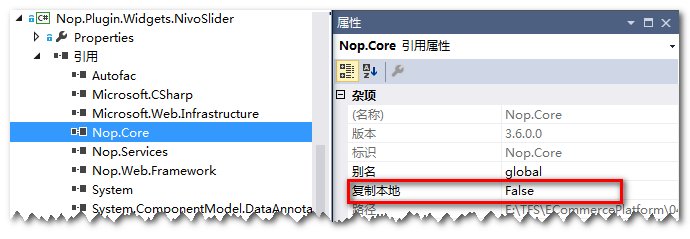 Nop.Plugin.Widgets.NivoSlider
属性
引用
Autofac
Microsoft.CSharp
Microsoft.Web.Infrastructure
Nop.Core
Nop.Services
Nop.Web.Framework
System
System.ComponentModel.DataAnnota
属性
Nop.Core 引用属性
杂项
(名称) Nop.Core
版本 3.6.0.0
标识 Nop.Core
别名 global
复制本地 False
路径 E:\TFS\ECommercePlatform\04